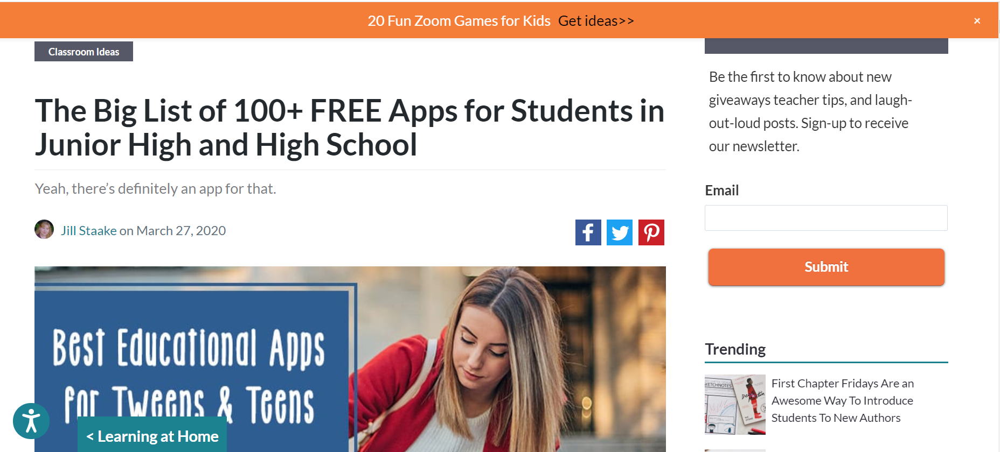 20 Fun Zoom Games for Kids Get ideas>>
×
Classroom Ideas
The Big List of 100+ FREE Apps for Students in
Junior High and High School
Yeah, there’s definitely an app for that.
Jill Staake on March 27, 2020
Best Educational Apps
for Tweens & Teens
< Learning at Home
Be the first to know about new
giveaways teacher tips, and laugh-
out-loud posts. Sign-up to receive
our newsletter.
Email
Submit
Trending
SKETCHNOTES
First Chapter Fridays Are an
Awesome Way To Introduce
Students To New Authors